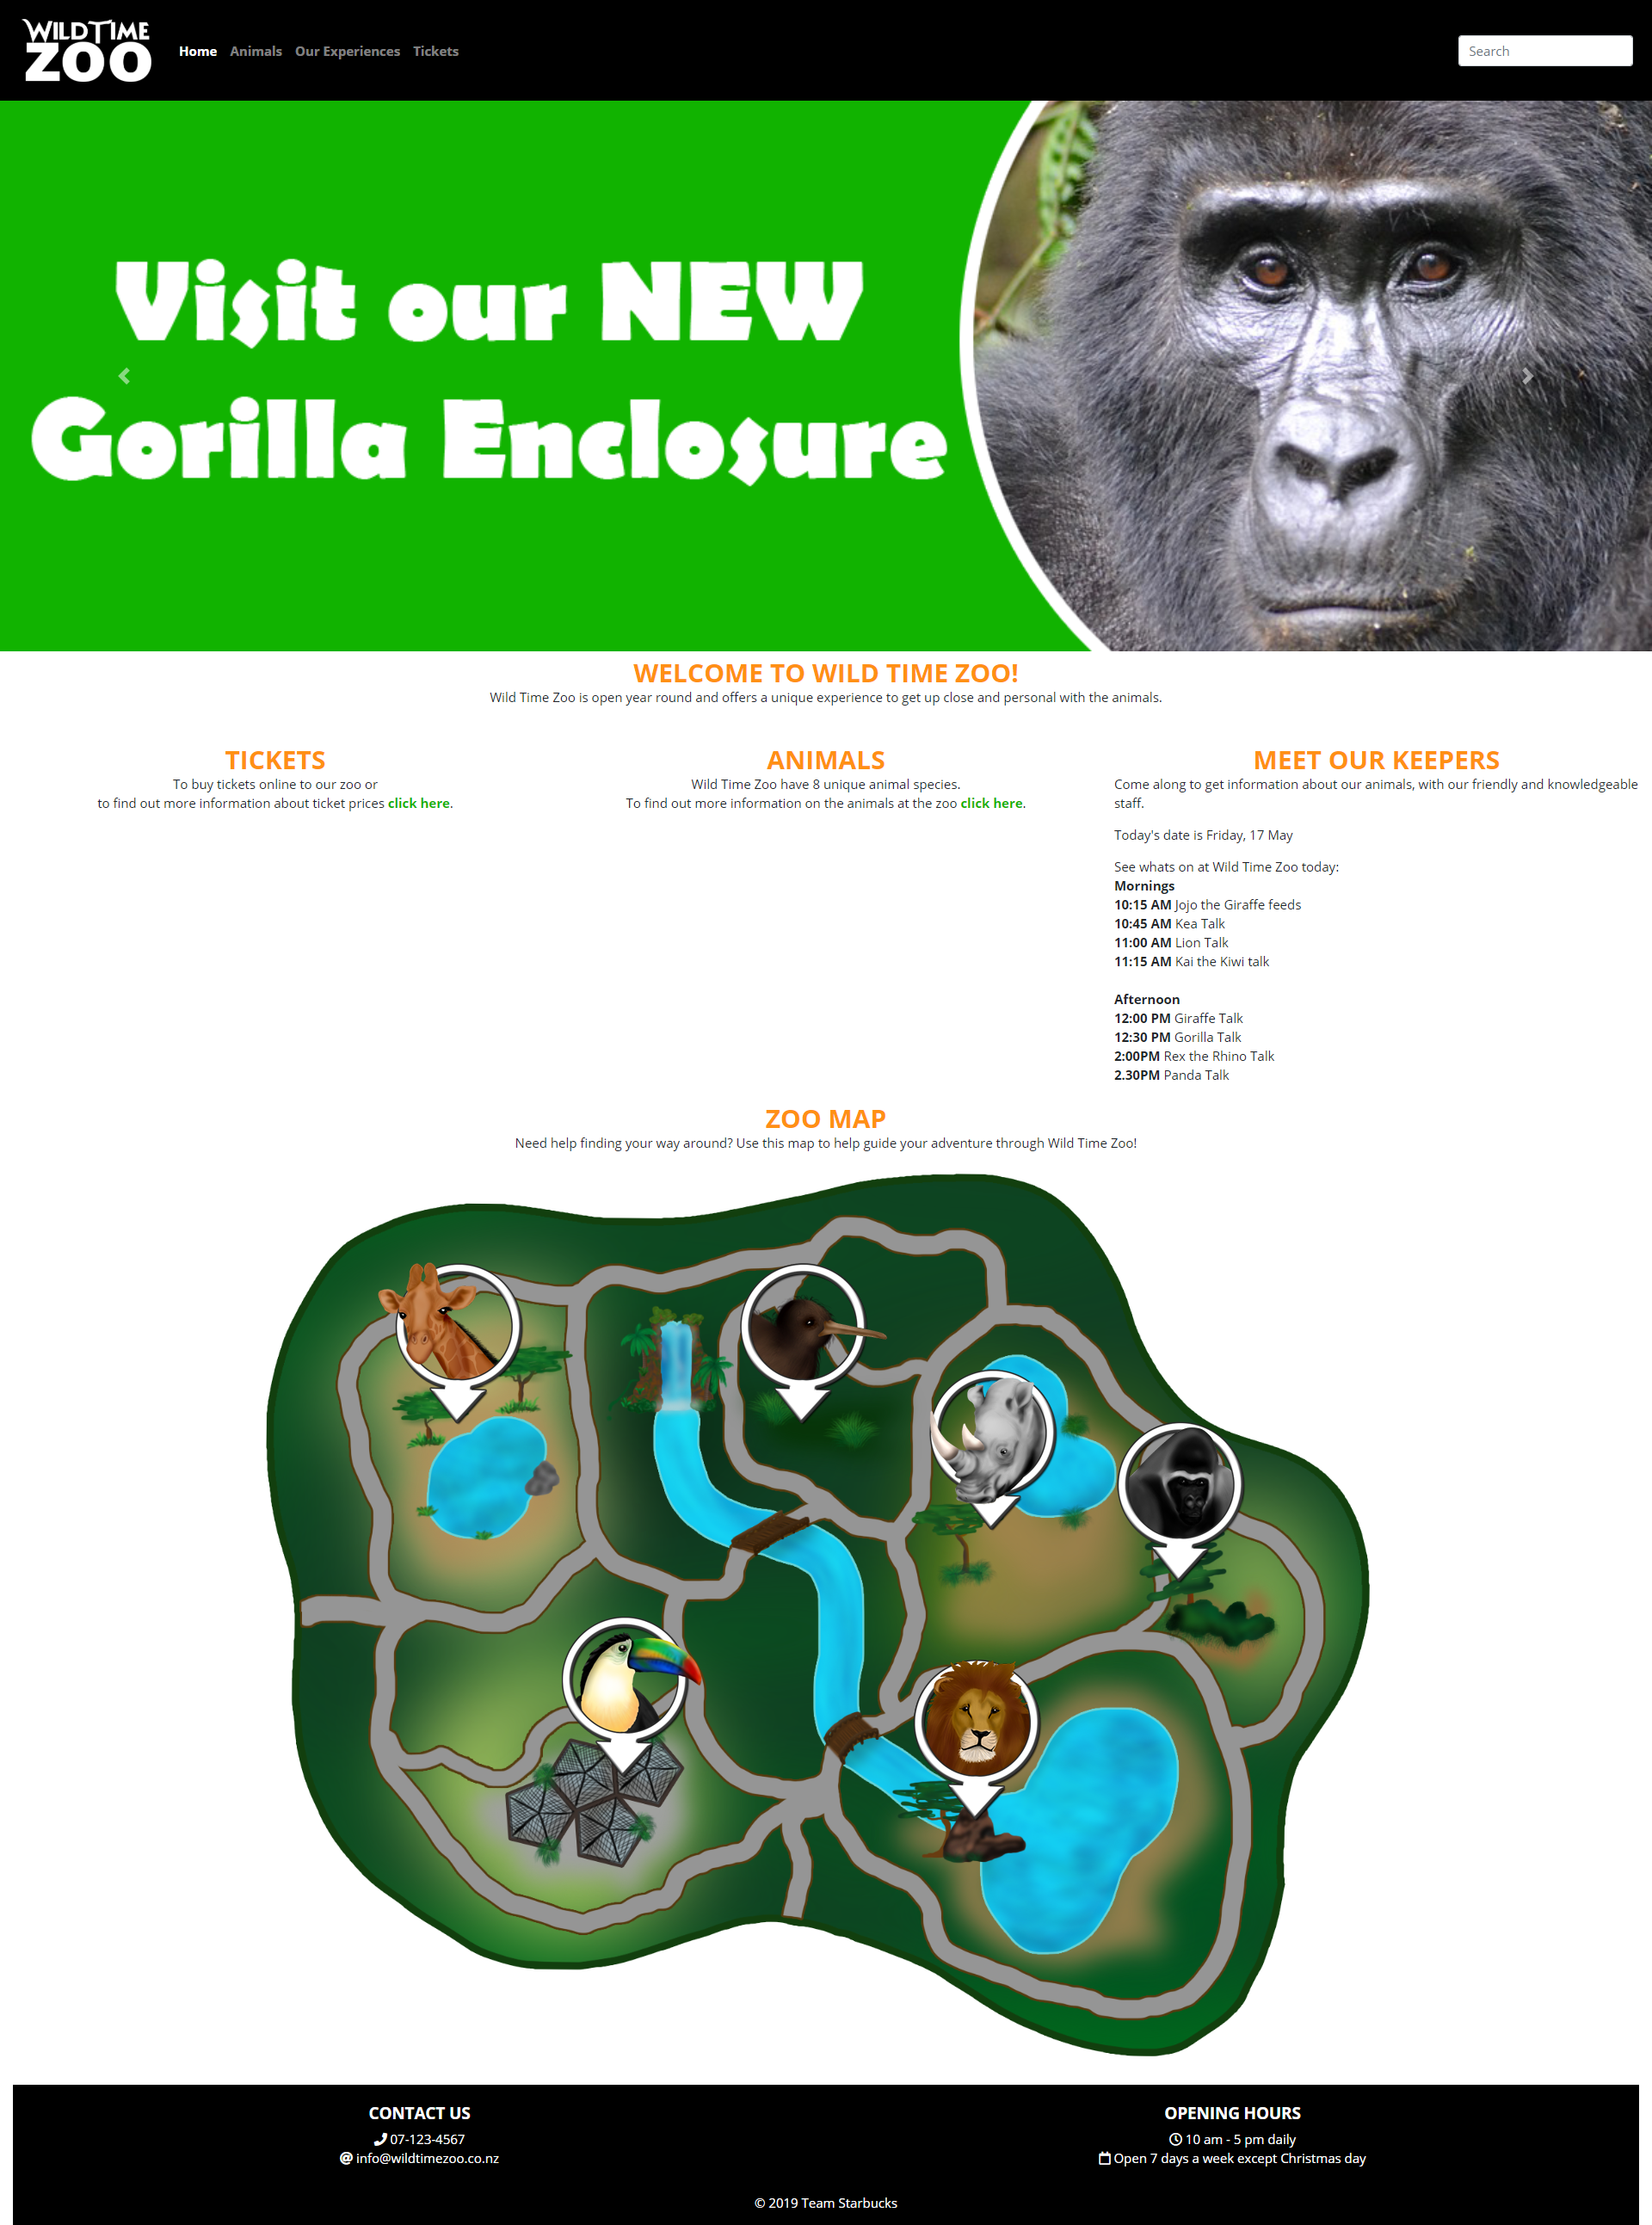 WILDTIME
ZOO
Home Animals Our Experiences Tickets
Search
Visit our NEW
Gorilla Enclosure
WELCOME TO WILD TIME ZOO!
Wild Time Zoo is open year round and offers a unique experience to get up close and personal with the animals.
TICKETS
To buy tickets online to our zoo or
to find out more information about ticket prices click here.
ANIMALS
Wild Time Zoo have 8 unique animal species.
To find out more information on the animals at the zoo click here.
MEET OUR KEEPERS
Come along to get information about our animals, with our friendly and knowledgeable
staff.
Today's date is Friday, 17 May
See whats on at Wild Time Zoo today:
Mornings
10:15 AM Jojo the Giraffe feeds
10:45 AM Kea Talk
11:00 AM Lion Talk
11:15 AM Kai the Kiwi talk
Afternoon
12:00 PM Giraffe Talk
12:30 PM Gorilla Talk
2:00PM Rex the Rhino Talk
2.30PM Panda Talk
ZOO MAP
Need help finding your way around? Use this map to help guide your adventure through Wild Time Zoo!
CONTACT US
07-123-4567
info@wildtimezoo.co.nz
OPENING HOURS
10 am - 5 pm daily
Open 7 days a week except Christmas day
© 2019 Team Starbucks